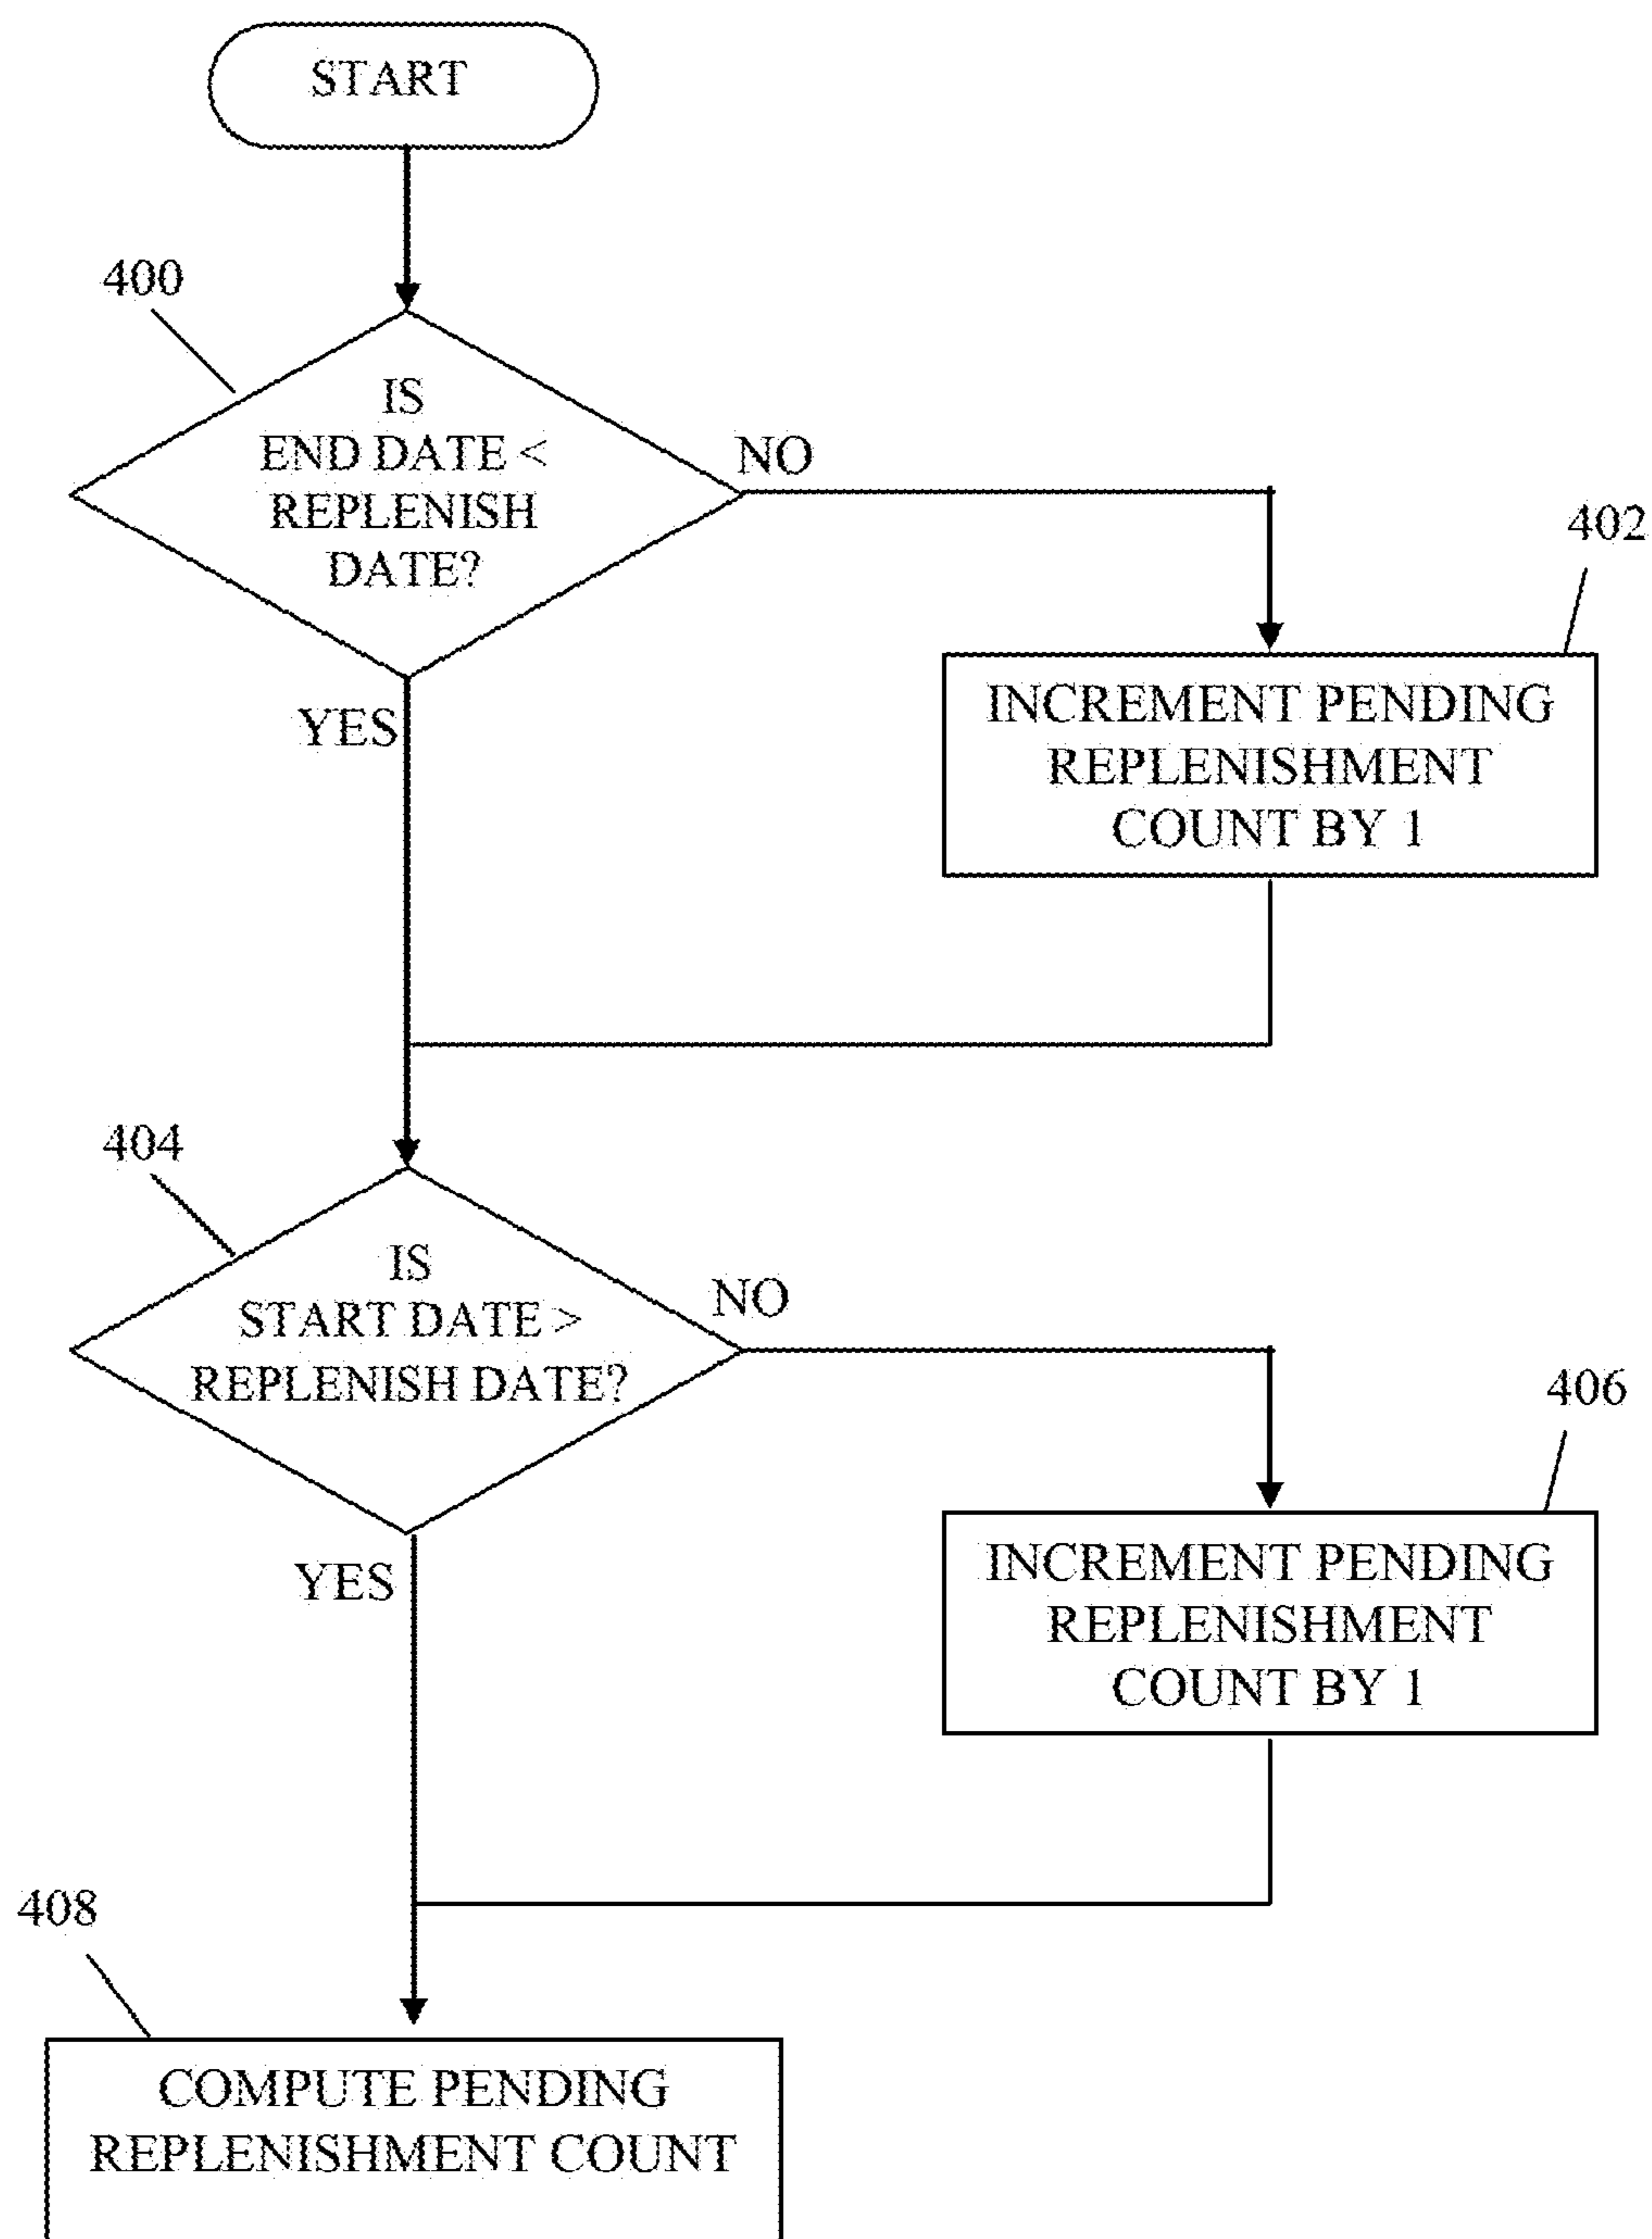 START
400
IS
END DATE <
REPLENISH
DATE?
NO
402
INCREMENT PENDING
REPLENISHMENT
COUNT BY 1
YES
404
IS
START DATE >
REPLENISH DATE?
NO
406
INCREMENT PENDING
REPLENISHMENT
COUNT BY 1
YES
408
COMPUTE PENDING
REPLENISHMENT COUNT